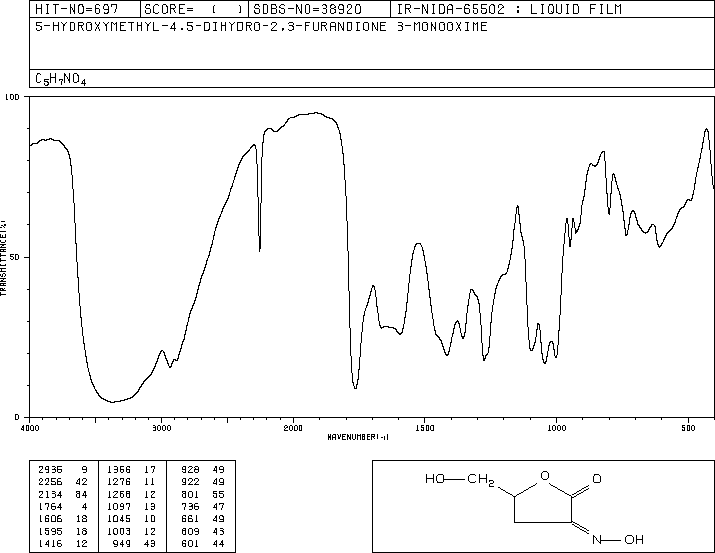 HIT-NO=697 SCORE= ( ) SDBS-NO=38920 IR-NIDA-65502 : LIQUID FILM
5-HYDROXYMETHYL-4,5-DIHYDRO-2,3-FURANDIONE 3-MONOOXIME
C5H7NO4
100
50
0
TRANSMITTANCE(%)
4000 3000 2000 1500 1000 500
WAVENUMBER(-1)
2936 9 1366 17 928 49
2256 42 1276 11 922 49
2134 84 1268 12 801 55
1764 4 1097 19 736 47
1606 18 1045 10 661 49
1595 18 1003 12 609 43
1416 12 949 49 601 44
HO CH2 O O
N OH